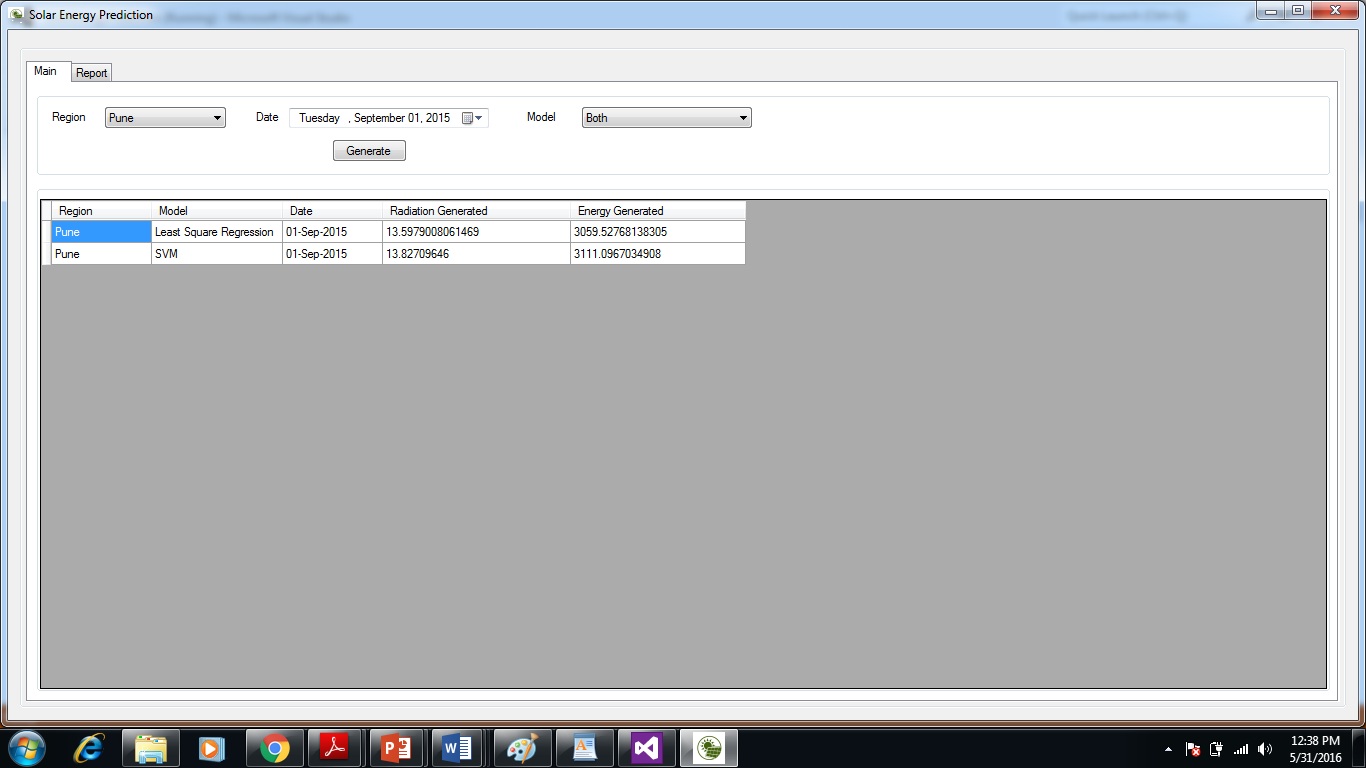 Solar Energy Prediction
Main Report
Region Pune Date Tuesday , September 01, 2015 Model Both
Generate
Region Model Date Radiation Generated Energy Generated
Pune Least Square Regression 01-Sep-2015 13.5979008061469 3059.52768138305
Pune SVM 01-Sep-2015 13.82709646 3111.0967034908
12:38 PM
5/31/2016